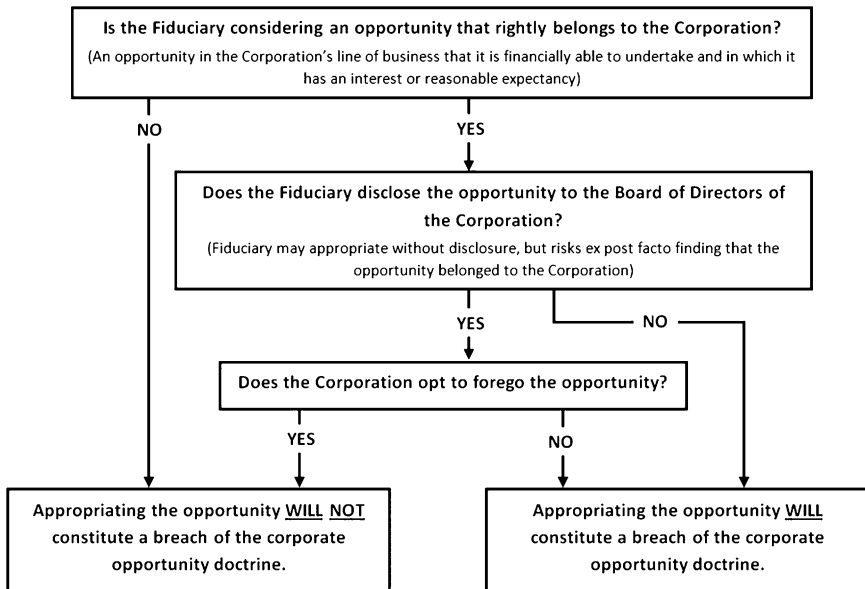 Is the Fiduciary considering an opportunity that rightly belongs to the Corporation?
(An opportunity in the Corporation's line of business that it is financially able to undertake and in which it
has an interest or reasonable expectancy)
NO
YES
Does the Fiduciary disclose the opportunity to the Board of Directors of
the Corporation?
(Fiduciary may appropriate without disclosure, but risks ex post facto finding that the
opportunity belonged to the Corporation)
YES
NO
Does the Corporation opt to forego the opportunity?
YES
NO
Appropriating the opportunity WILL NOT
constitute a breach of the corporate
opportunity doctrine.
Appropriating the opportunity WILL
constitute a breach of the corporate
opportunity doctrine.